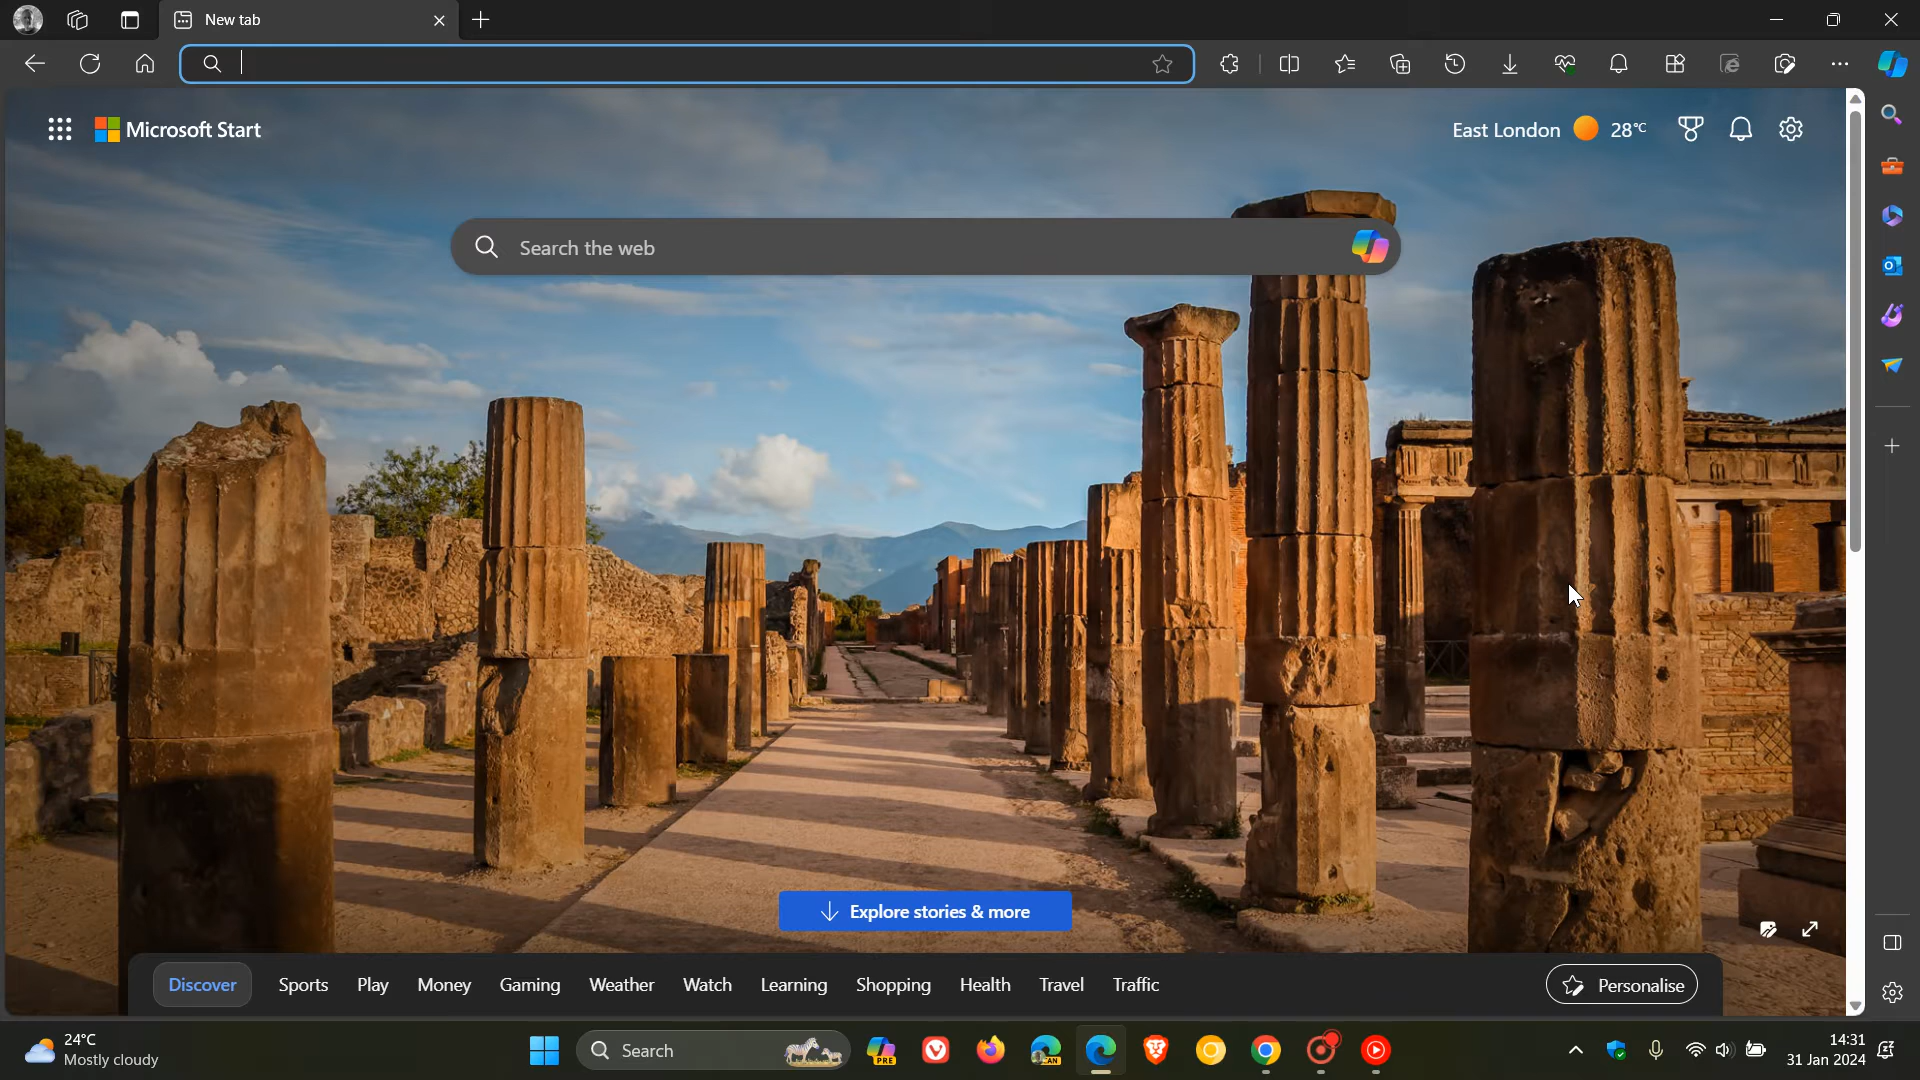 New tab
Microsoft Start
East London 28°C
Search the web
Explore stories & more
Discover Sports Play Money Gaming Weather Watch Learning Shopping Health Travel Traffic Personalise
24°C
Mostly cloudy
Search
PRE
CAN
14:31
31 Jan 2024